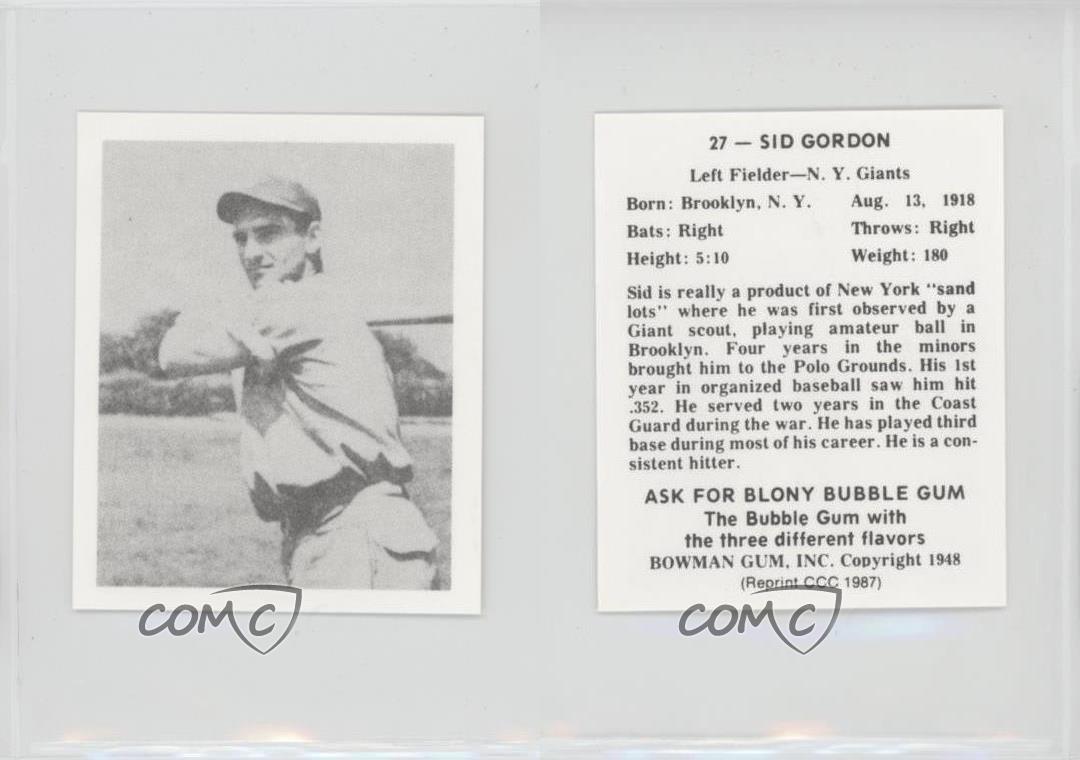 27 — SID GORDON
Left Fielder—N. Y. Giants
Born: Brooklyn, N. Y. Aug. 13, 1918
Bats: Right Throws: Right
Height: 5:10 Weight: 180
Sid is really a product of New York "sand
lots" where he was first observed by a
Giant scout, playing amateur ball in
Brooklyn. Four years in the minors
brought him to the Polo Grounds. His 1st
year in organized baseball saw him hit
.352. He served two years in the Coast
Guard during the war. He has played third
base during most of his career. He is a con-
sistent hitter.
ASK FOR BLONY BUBBLE GUM
The Bubble Gum with
the three different flavors
BOWMAN GUM, INC. Copyright 1948
(Reprint CCC 1987)
COMC
COMC